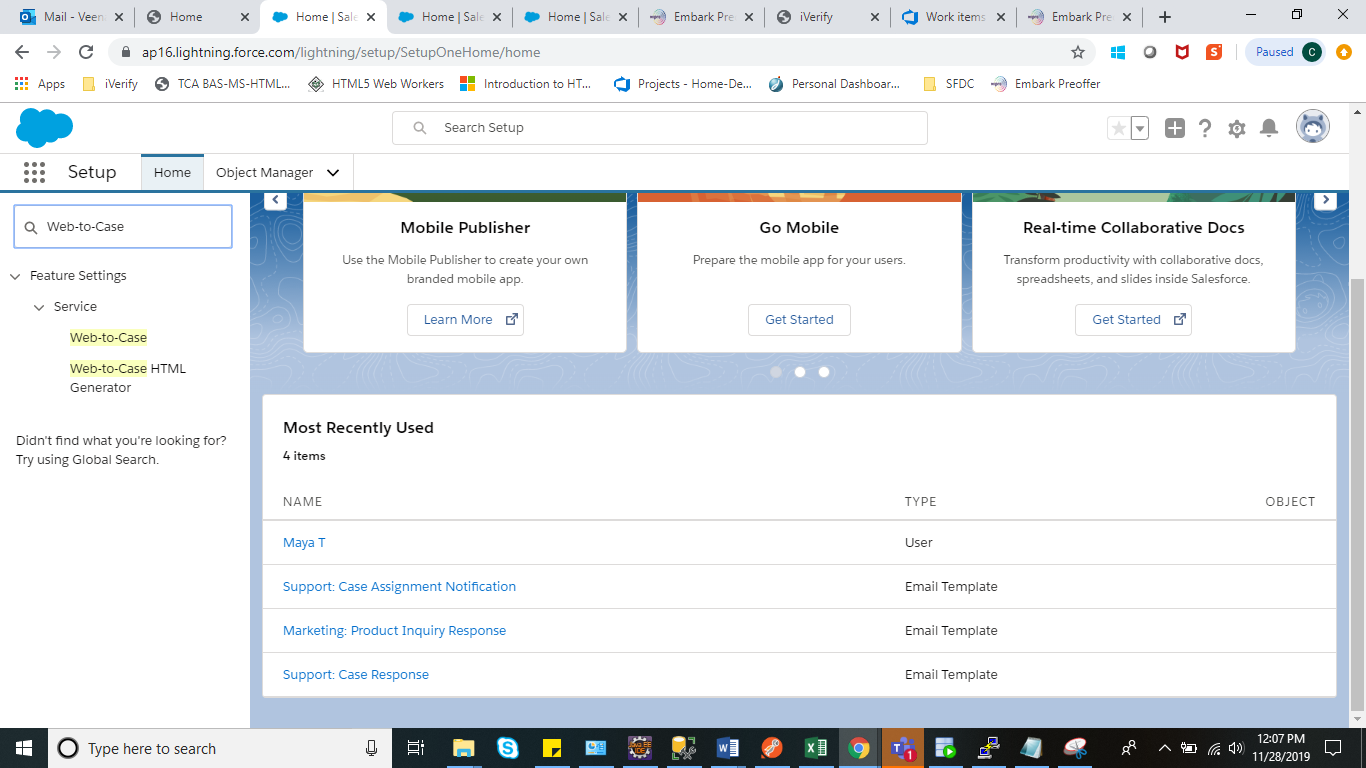 Mail - Veen
Home
Home | Sale
Home | Sale
Home | Sale
Embark Pre
iVerify
Work items
Embark Pre
ap16.lightning.force.com/lightning/setup/SetupOneHome/home
Paused
C
Apps
iVerify
TCA BAS-MS-HTML...
HTML5 Web Workers
Introduction to HT...
Projects - Home-De...
Personal Dashboar...
SFDC
Embark Preoffer
Search Setup
Setup
Home
Object Manager
Web-to-Case
Feature Settings
Service
Web-to-Case
Web-to-Case HTML
Generator
Didn't find what you're looking for?
Try using Global Search.
Mobile Publisher
Use the Mobile Publisher to create your own
branded mobile app.
Learn More
Go Mobile
Prepare the mobile app for your users.
Get Started
Real-time Collaborative Docs
Transform productivity with collaborative docs,
spreadsheets, and slides inside Salesforce.
Get Started
Most Recently Used
4 items
NAME TYPE OBJECT
Maya T User
Support: Case Assignment Notification Email Template
Marketing: Product Inquiry Response Email Template
Support: Case Response Email Template
Type here to search
1
12:07 PM
11/28/2019